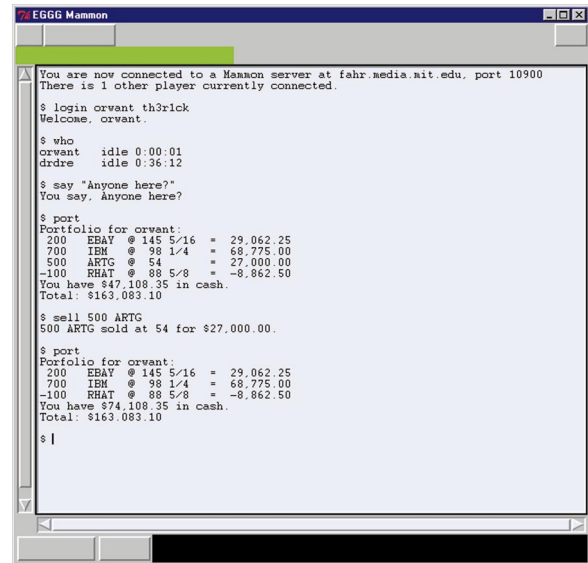 EGGG Mammon
You are now connected to a Mammon server at fahr.media.mit.edu, port 10900
There is 1 other player currently connected.
$ login orwant th3r1ck
Welcome, orwant.
$ who
orwant idle 0:00:01
drdre idle 0:36:12
$ say "Anyone here?"
You say, Anyone here?
$ port
Portfolio for orwant:
200 EBAY @ 145 5/16 = 29,062.25
700 IBM @ 98 1/4 = 68,775.00
500 ARTG @ 54 = 27,000.00
-100 RHAT @ 88 5/8 = -8,862.50
You have $47,108.35 in cash.
Total: $163,083.10
$ sell 500 ARTG
500 ARTG sold at 54 for $27,000.00.
$ port
Porfolio for orwant:
200 EBAY @ 145 5/16 = 29,062.25
700 IBM @ 98 1/4 = 68,775.00
-100 RHAT @ 88 5/8 = -8,862.50
You have $74,108.35 in cash.
Total: $163.083.10
$